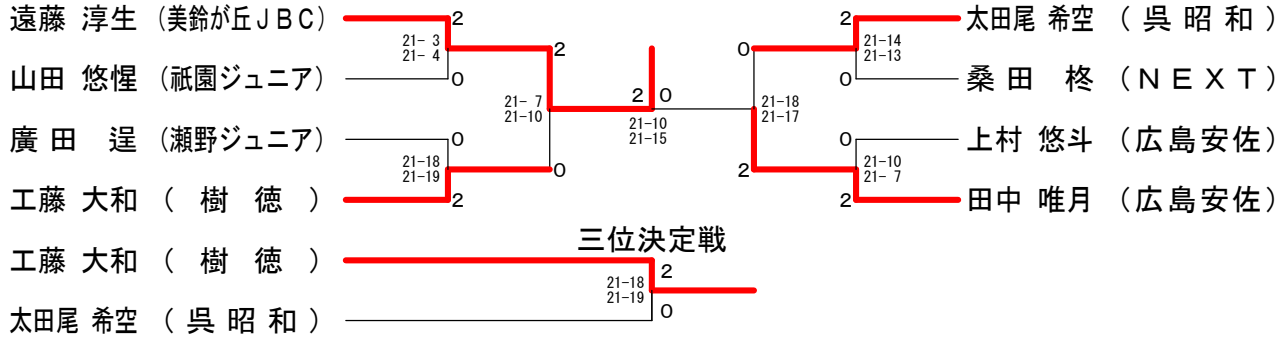 遠藤 淳生 (美鈴が丘JBC)
2
21- 3
21- 4
0
山田 悠惺 (祇園ジュニア)
2
21- 7
21-10
0
廣田 逞 (瀬野ジュニア)
0
21-18
21-19
2
工藤 大和 ( 樹 徳 )
2 0
21-10
21-15
太田尾 希空 ( 呉 昭 和 )
2
21-14
21-13
0
桑田 柊 (NEXT)
0
21-18
21-17
2
上村 悠斗 (広島安佐)
0
21-10
21- 7
2
田中 唯月 (広島安佐)
三位決定戦
工藤 大和 ( 樹 徳 )
2
21-18
21-19
0
太田尾 希空 ( 呉 昭 和 )